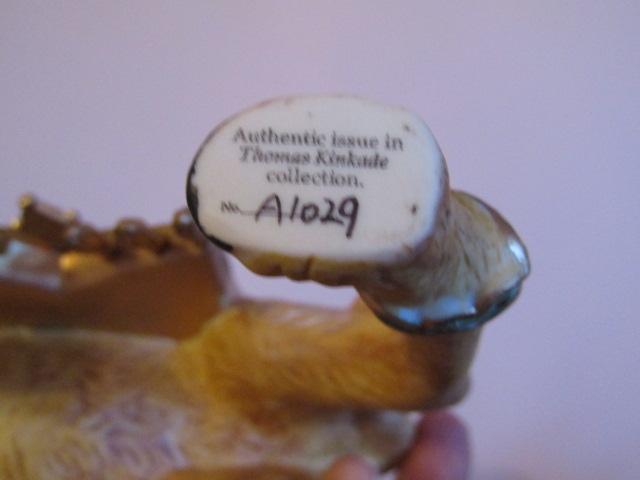 Authentic issue in
Thomas Kinkade
collection.
No. A1029